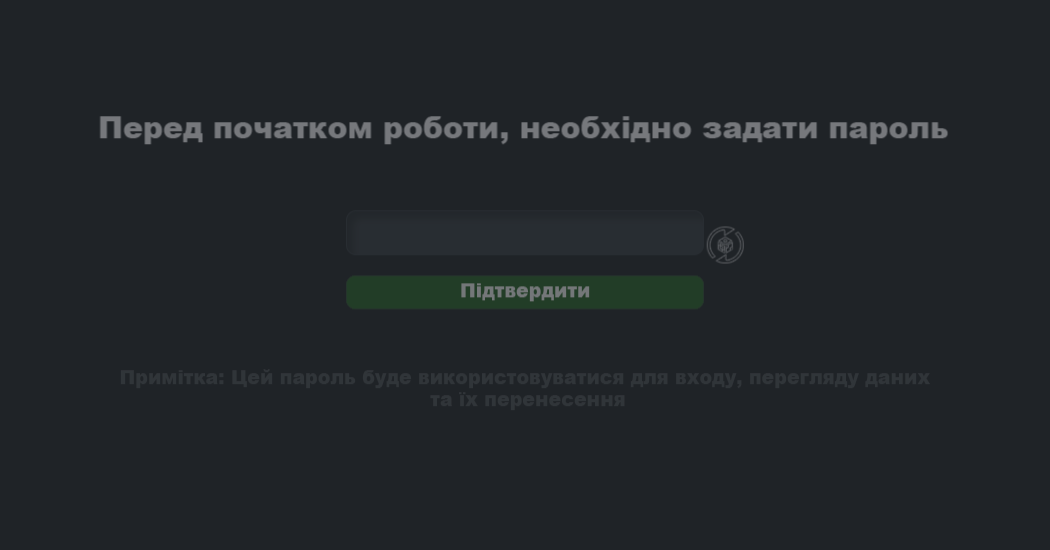 Перед початком роботи, необхідно задати пароль
Підтвердити
Примітка: Цей пароль буде використовуватися для входу, перегляду даних
та їх перенесення